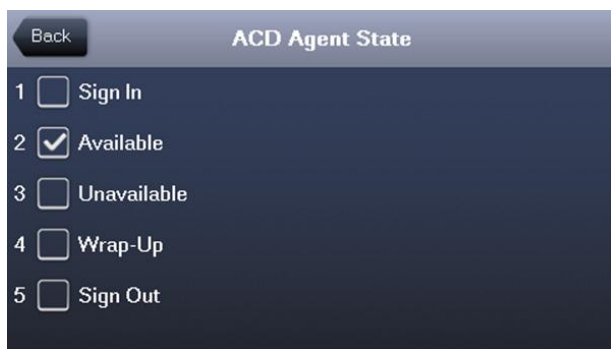 Back
ACD Agent State
1 Sign In
2 Available
3 Unavailable
4 Wrap-Up
5 Sign Out